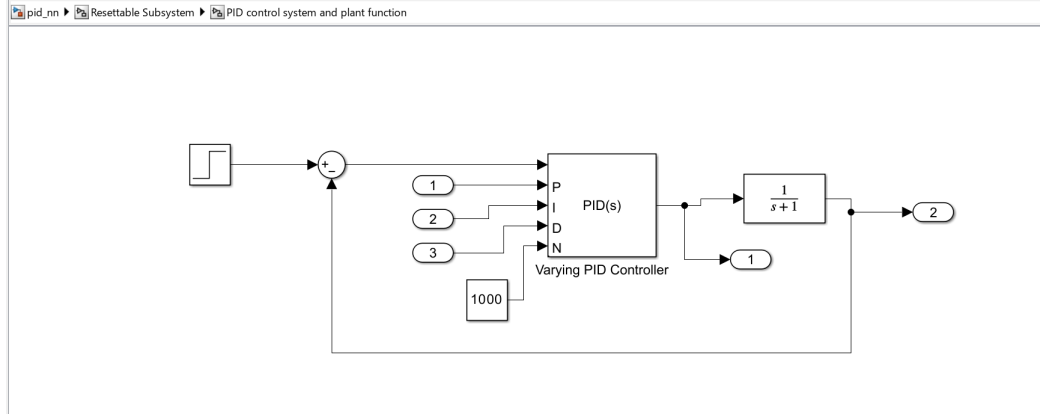 pid_nn Resettable Subsystem PID control system and plant function
+
−
1
2
3
P
I
D
N
PID(s)
1000
Varying PID Controller
1
s + 1
1
2